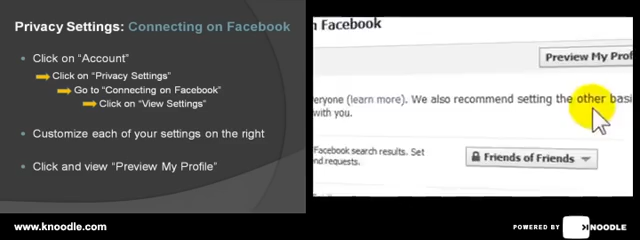 Privacy Settings: Connecting on Facebook
Click on "Account"
Click on "Privacy Settings"
Go to "Connecting on Facebook"
Click on "View Settings"
Customize each of your settings on the right
Click and view "Preview My Profile"
www.knoodle.com
n Facebook
Preview My Prof
everyone (learn more). We also recommend setting the other basi
with you.
Facebook search results. Set
nd requests.
Friends of Friends
POWERED BY KNOODLE